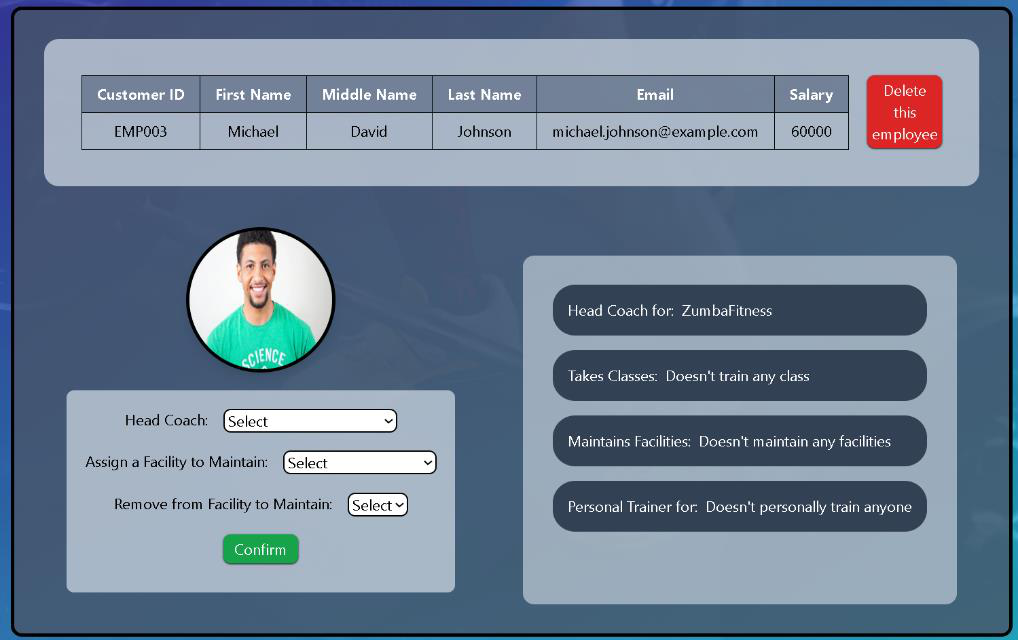 Customer ID First Name Middle Name Last Name Email Salary
EMP003 Michael David Johnson michael.johnson@example.com 60000
Delete
this
employee
SCIENCE
Head Coach: Select
Assign a Facility to Maintain: Select
Remove from Facility to Maintain: Select
Confirm
Head Coach for: ZumbaFitness
Takes Classes: Doesn't train any class
Maintains Facilities: Doesn't maintain any facilities
Personal Trainer for: Doesn't personally train anyone